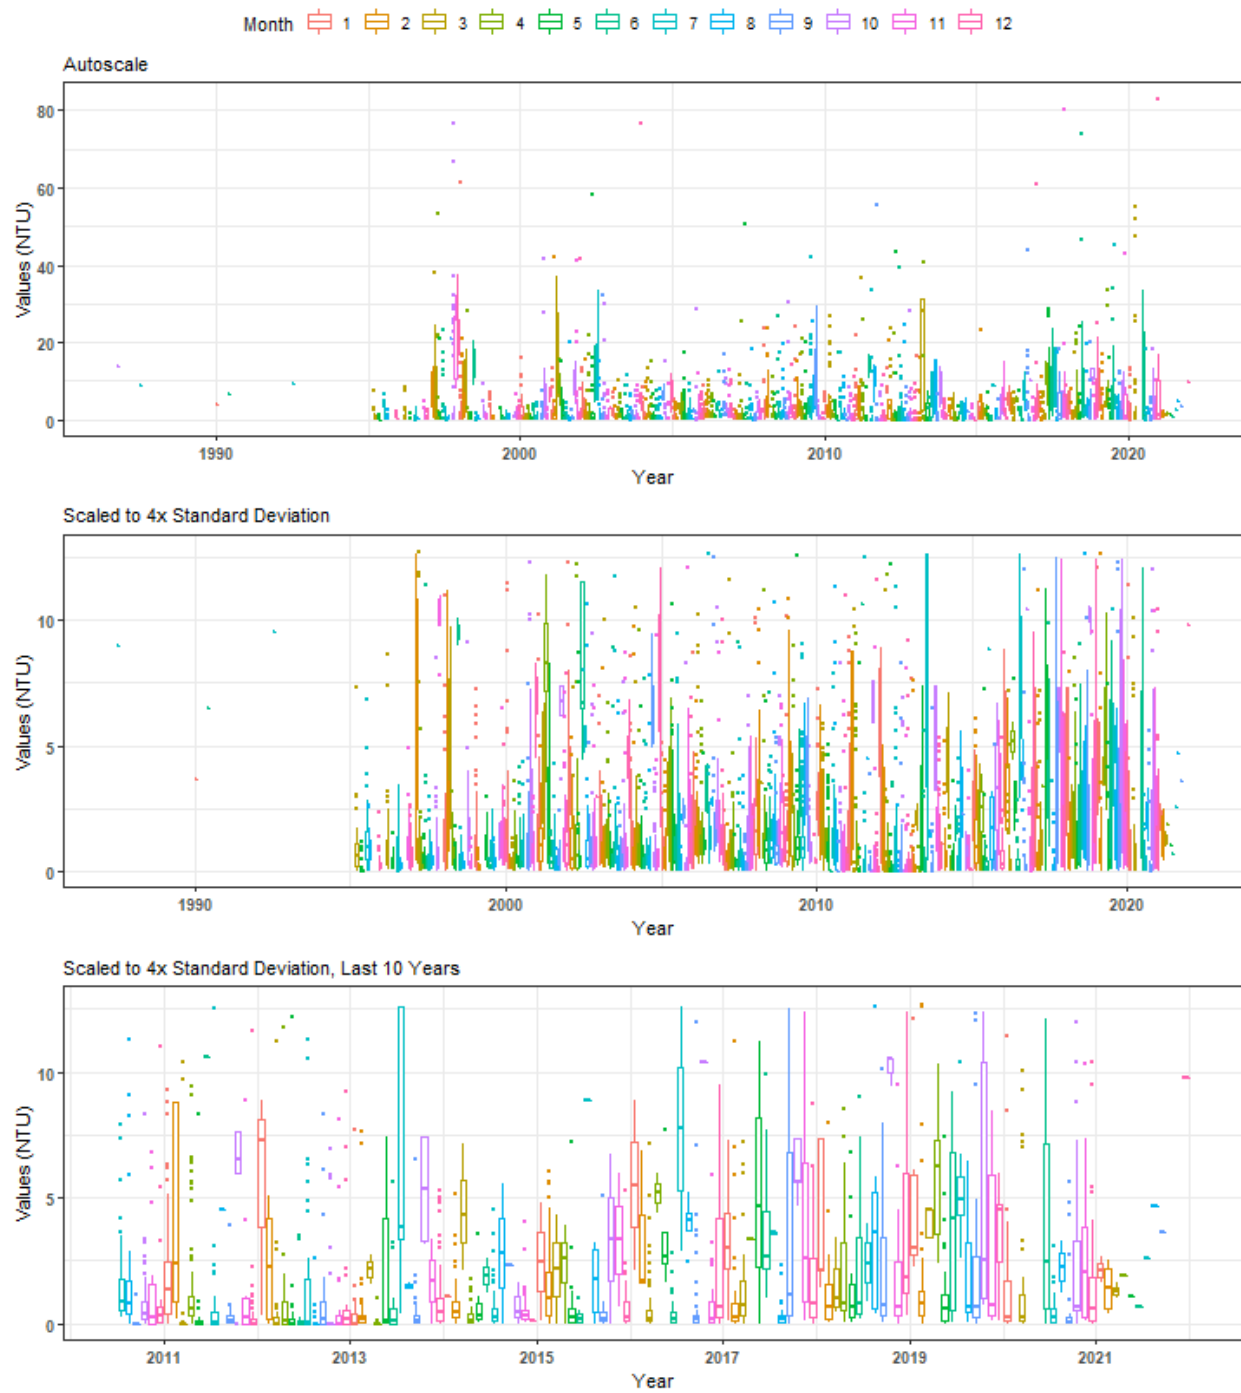 Month 1 2 3 4 5 6 7 8 9 10 11 12
Autoscale
80
60
40
20
0
Values (NTU)
1990 2000 2010 2020
Year
Scaled to 4x Standard Deviation
10
5
0
Values (NTU)
1990 2000 2010 2020
Year
Scaled to 4x Standard Deviation, Last 10 Years
10
5
0
Values (NTU)
2011 2013 2015 2017 2019 2021
Year